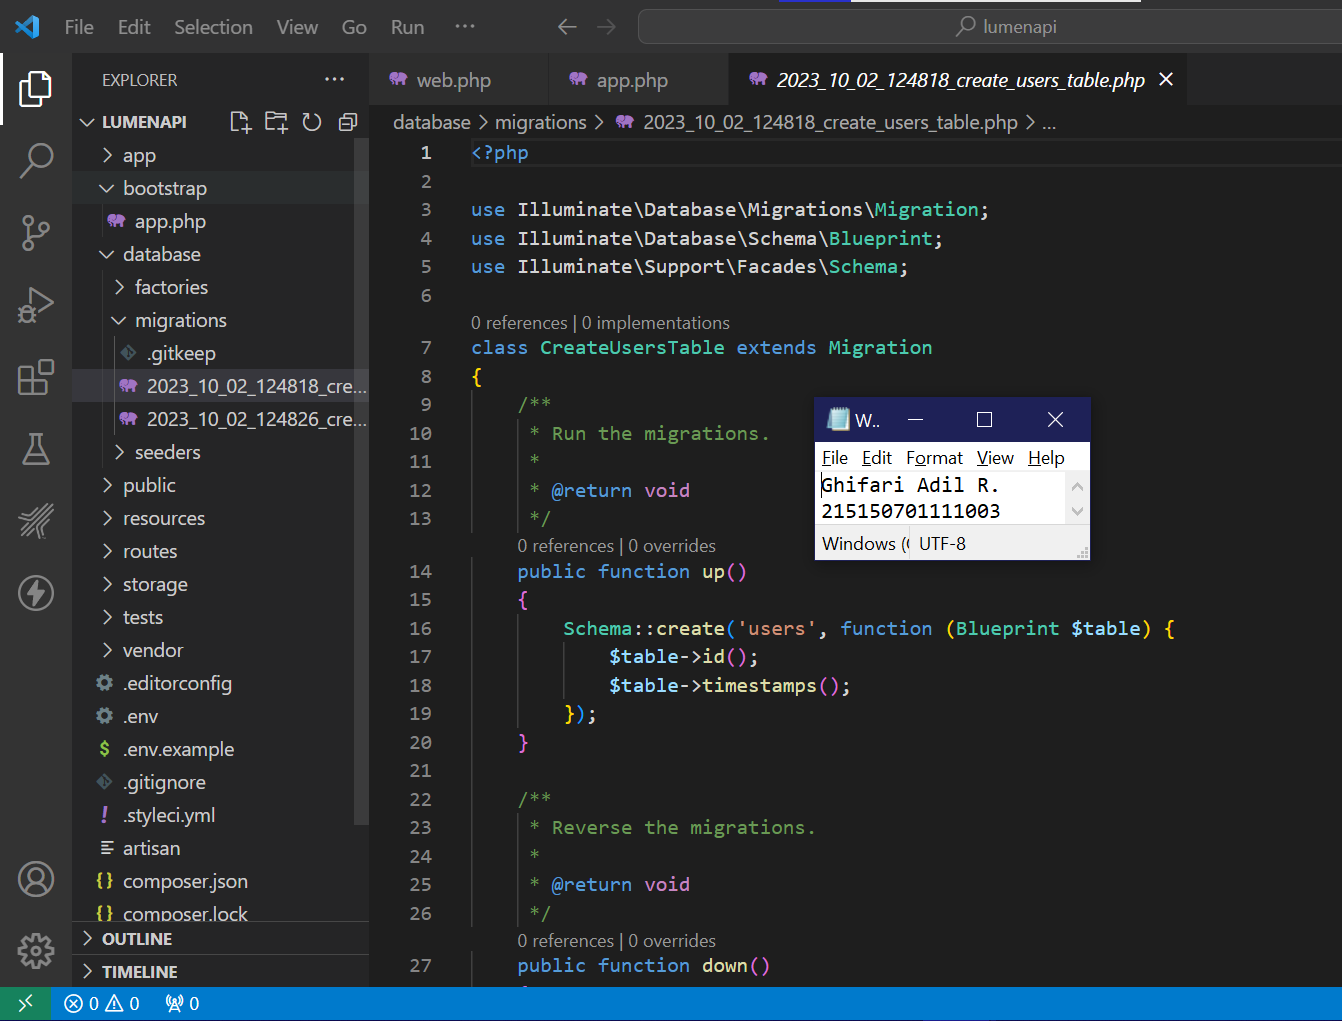 File Edit Selection View Go Run ···
lumenapi
EXPLORER ···
LUMENAPI
app
bootstrap
app.php
database
factories
migrations
.gitkeep
2023_10_02_124818_cre...
2023_10_02_124826_cre...
seeders
public
resources
routes
storage
tests
vendor
.editorconfig
.env
.env.example
.gitignore
.styleci.yml
artisan
composer.json
composer.lock
OUTLINE
TIMELINE
web.php app.php 2023_10_02_124818_create_users_table.php
database > migrations > 2023_10_02_124818_create_users_table.php > ...
1 <?php
2
3 use Illuminate\Database\Migrations\Migration;
4 use Illuminate\Database\Schema\Blueprint;
5 use Illuminate\Support\Facades\Schema;
6
0 references | 0 implementations
7 class CreateUsersTable extends Migration
8 {
9 /**
10 * Run the migrations.
11 *
12 * @return void
13 */
0 references | 0 overrides
14 public function up()
15 {
16 Schema::create('users', function (Blueprint $table) {
17 $table->id();
18 $table->timestamps();
19 });
20 }
21
22 /**
23 * Reverse the migrations.
24 *
25 * @return void
26 */
0 references | 0 overrides
27 public function down()
W..
File Edit Format View Help
Ghifari Adil R.
215150701111003
Windows ( UTF-8
0 0 0